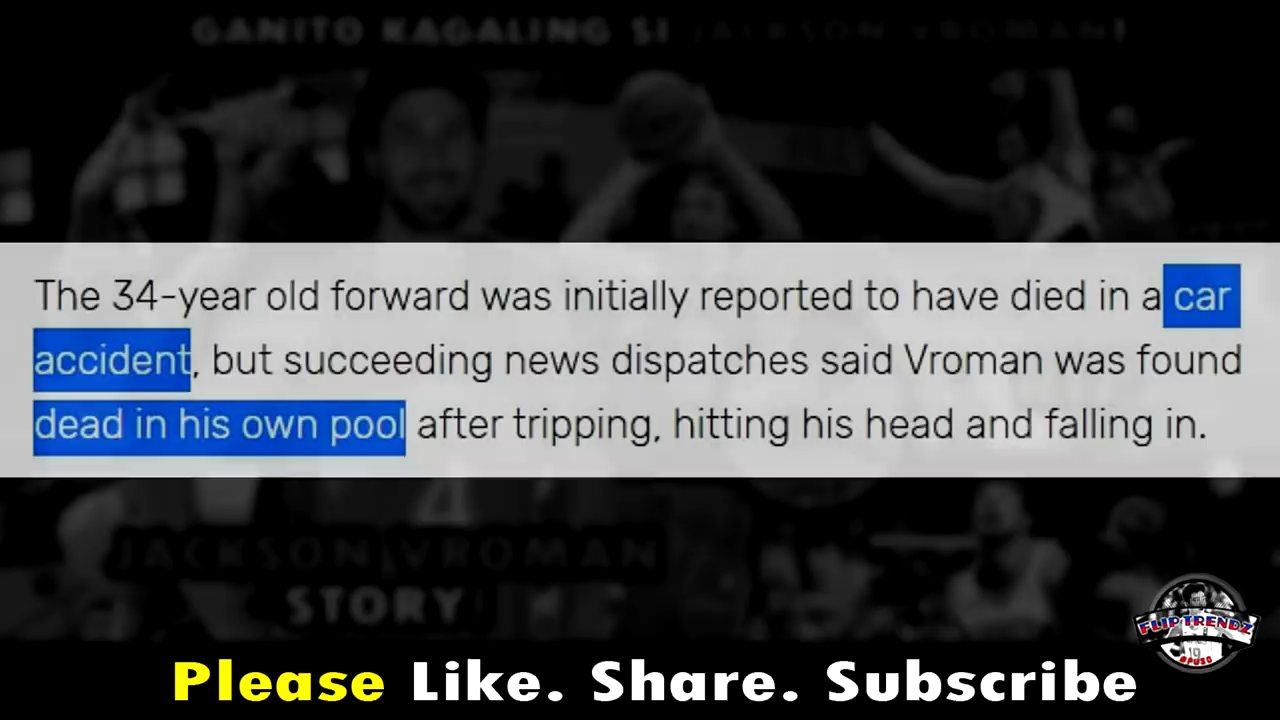 GANITO KAGALING SI JACKSON VROMAN!
The 34-year old forward was initially reported to have died in a car
accident, but succeeding news dispatches said Vroman was found
dead in his own pool after tripping, hitting his head and falling in.
4
JACKSON VROMAN
STORY
FLIP TRENDZ
19
Please Like. Share. Subscribe